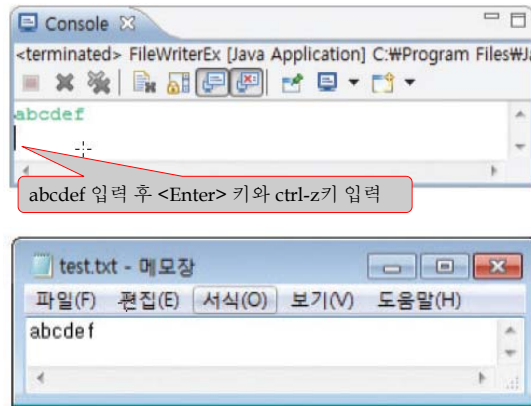 Console
<terminated> FileWriterEx [Java Application] C:₩Program Files₩Ja
abcdef
abcdef 입력 후 <Enter> 키와 ctrl-z키 입력
test.txt - 메모장
파일(F) 편집(E) 서식(O) 보기(V) 도움말(H)
abcdef